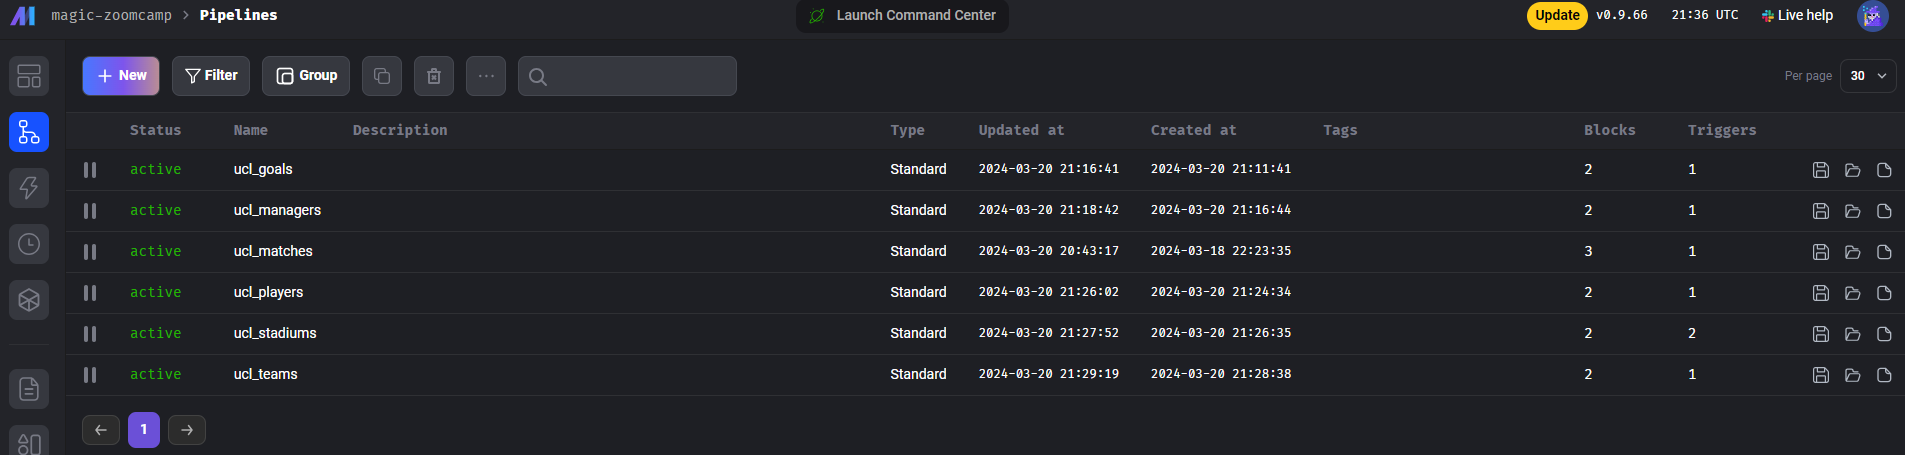 magic-zoomcamp > Pipelines Launch Command Center Update v0.9.66 21:36 UTC Live help
New Filter Group ... Per page 30
Status Name Description Type Updated at Created at Tags Blocks Triggers
active ucl_goals Standard 2024-03-20 21:16:41 2024-03-20 21:11:41 2 1
active ucl_managers Standard 2024-03-20 21:18:42 2024-03-20 21:16:44 2 1
active ucl_matches Standard 2024-03-20 20:43:17 2024-03-18 22:23:35 3 1
active ucl_players Standard 2024-03-20 21:26:02 2024-03-20 21:24:34 2 1
active ucl_stadiums Standard 2024-03-20 21:27:52 2024-03-20 21:26:35 2 2
active ucl_teams Standard 2024-03-20 21:29:19 2024-03-20 21:28:38 2 1
1